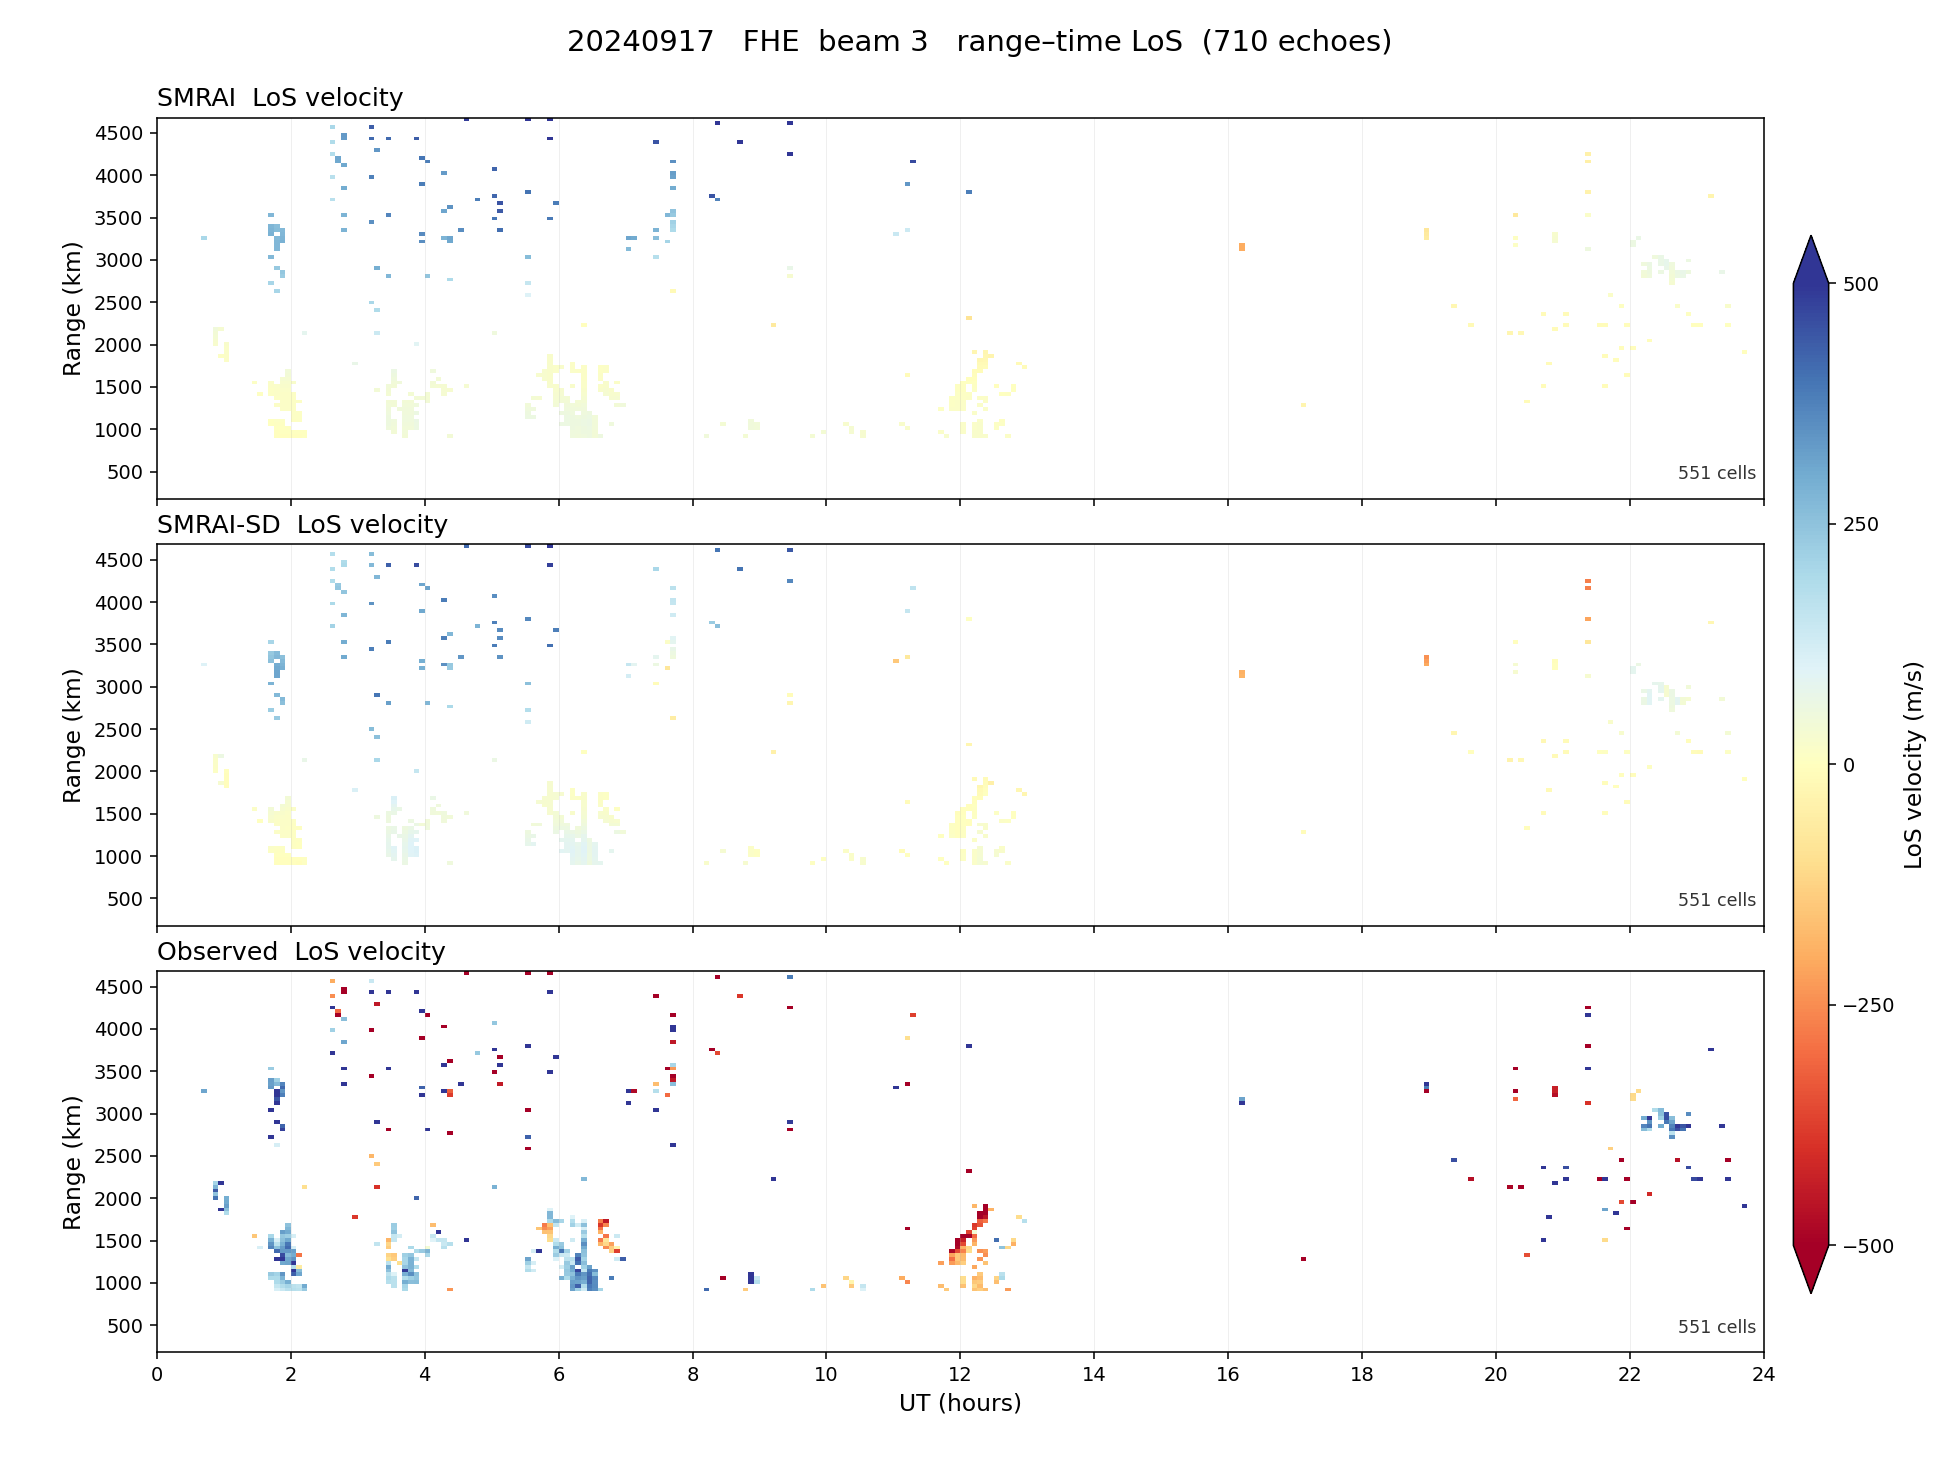 20240917   FHE  beam 3   range–time LoS  (710 echoes)
SMRAI  LoS velocity
4500
4000
3500
3000
2500
2000
1500
1000
500
Range (km)
551 cells
SMRAI-SD  LoS velocity
4500
4000
3500
3000
2500
2000
1500
1000
500
Range (km)
551 cells
Observed  LoS velocity
4500
4000
3500
3000
2500
2000
1500
1000
500
Range (km)
551 cells
0 2 4 6 8 10 12 14 16 18 20 22 24
UT (hours)
500
250
0
−250
−500
LoS velocity (m/s)